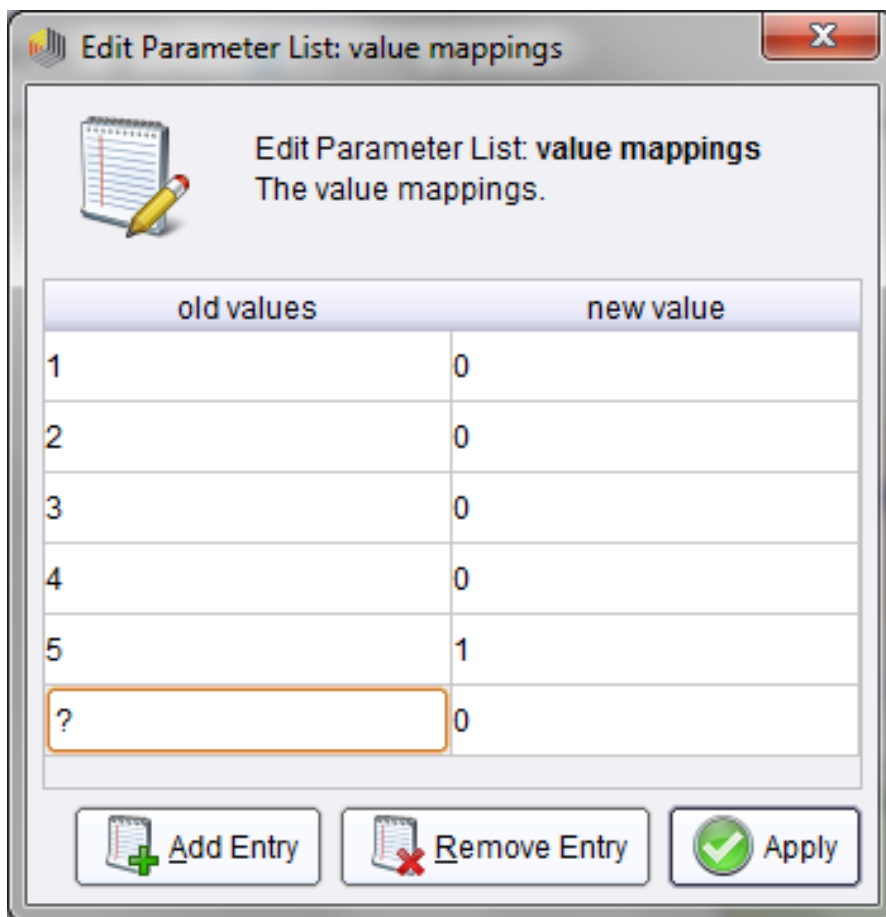 Edit Parameter List: value mappings
Edit Parameter List: value mappings
The value mappings.
old values new value
1 0
2 0
3 0
4 0
5 1
? 0
Add Entry Remove Entry Apply